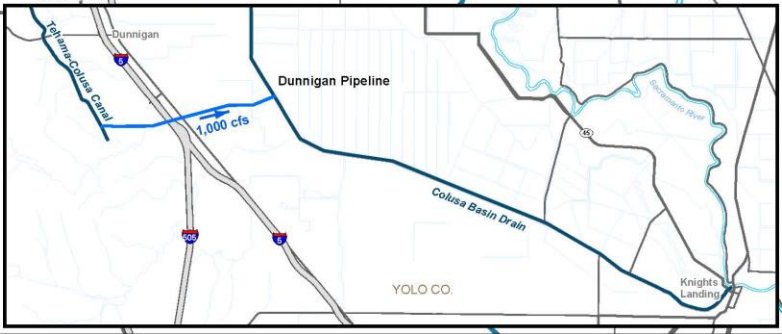 Tehama-Colusa Canal
Dunnigan
5
Dunnigan Pipeline
1,000 cfs
Sacramento River
45
Colusa Basin Drain
505
5
YOLO CO.
Knights
Landing